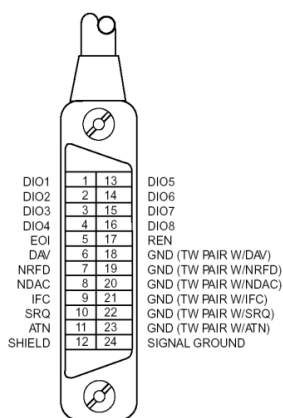 DIO1 1 13 DIO5
DIO2 2 14 DIO6
DIO3 3 15 DIO7
DIO4 4 16 DIO8
EOI 5 17 REN
DAV 6 18 GND (TW PAIR W/DAV)
NRFD 7 19 GND (TW PAIR W/NRFD)
NDAC 8 20 GND (TW PAIR W/NDAC)
IFC 9 21 GND (TW PAIR W/IFC)
SRQ 10 22 GND (TW PAIR W/SRQ)
ATN 11 23 GND (TW PAIR W/ATN)
SHIELD 12 24 SIGNAL GROUND